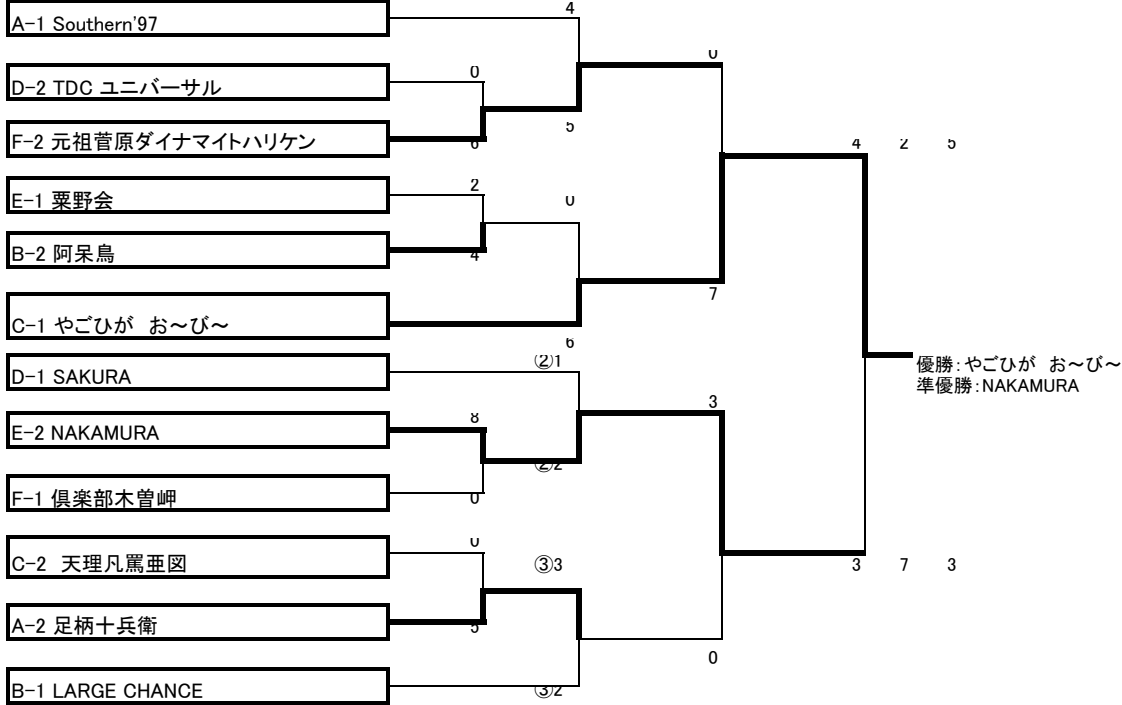 A-1 Southern'97
4
0
D-2 TDC ユニバーサル
0
F-2 元祖菅原ダイナマイトハリケン
6
5
4 2 5
E-1 粟野会
2
0
B-2 阿呆鳥
4
7
C-1 やごひが お～び～
6
D-1 SAKURA
②1
優勝：やごひが お～び～
準優勝：NAKAMURA
3
E-2 NAKAMURA
8
②2
F-1 倶楽部木曽岬
0
C-2 天理凡罵亜図
0
③3
3 7 3
A-2 足柄十兵衛
5
0
B-1 LARGE CHANCE
③2